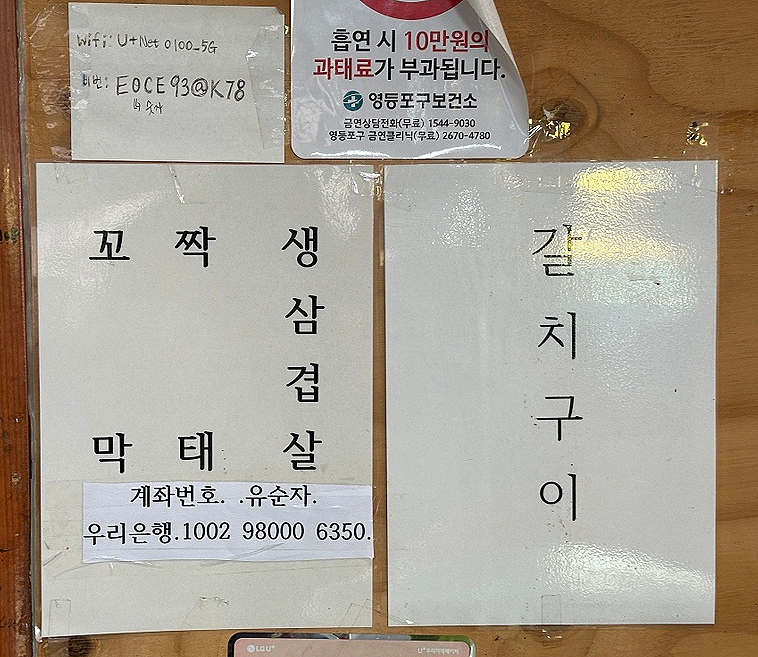 Wifi: U+Net 0100_5G
비번: E0CE93@K78
흡연 시 10만원의
과태료가 부과됩니다.
영등포구보건소
금연상담전화(무료) 1544-9030
영등포구 금연클리닉(무료) 2670-4780
생삼겹살
짝태
꼬막
계좌번호. .유순자.
우리은행.1002 98000 6350.
갈치구이
LG U+